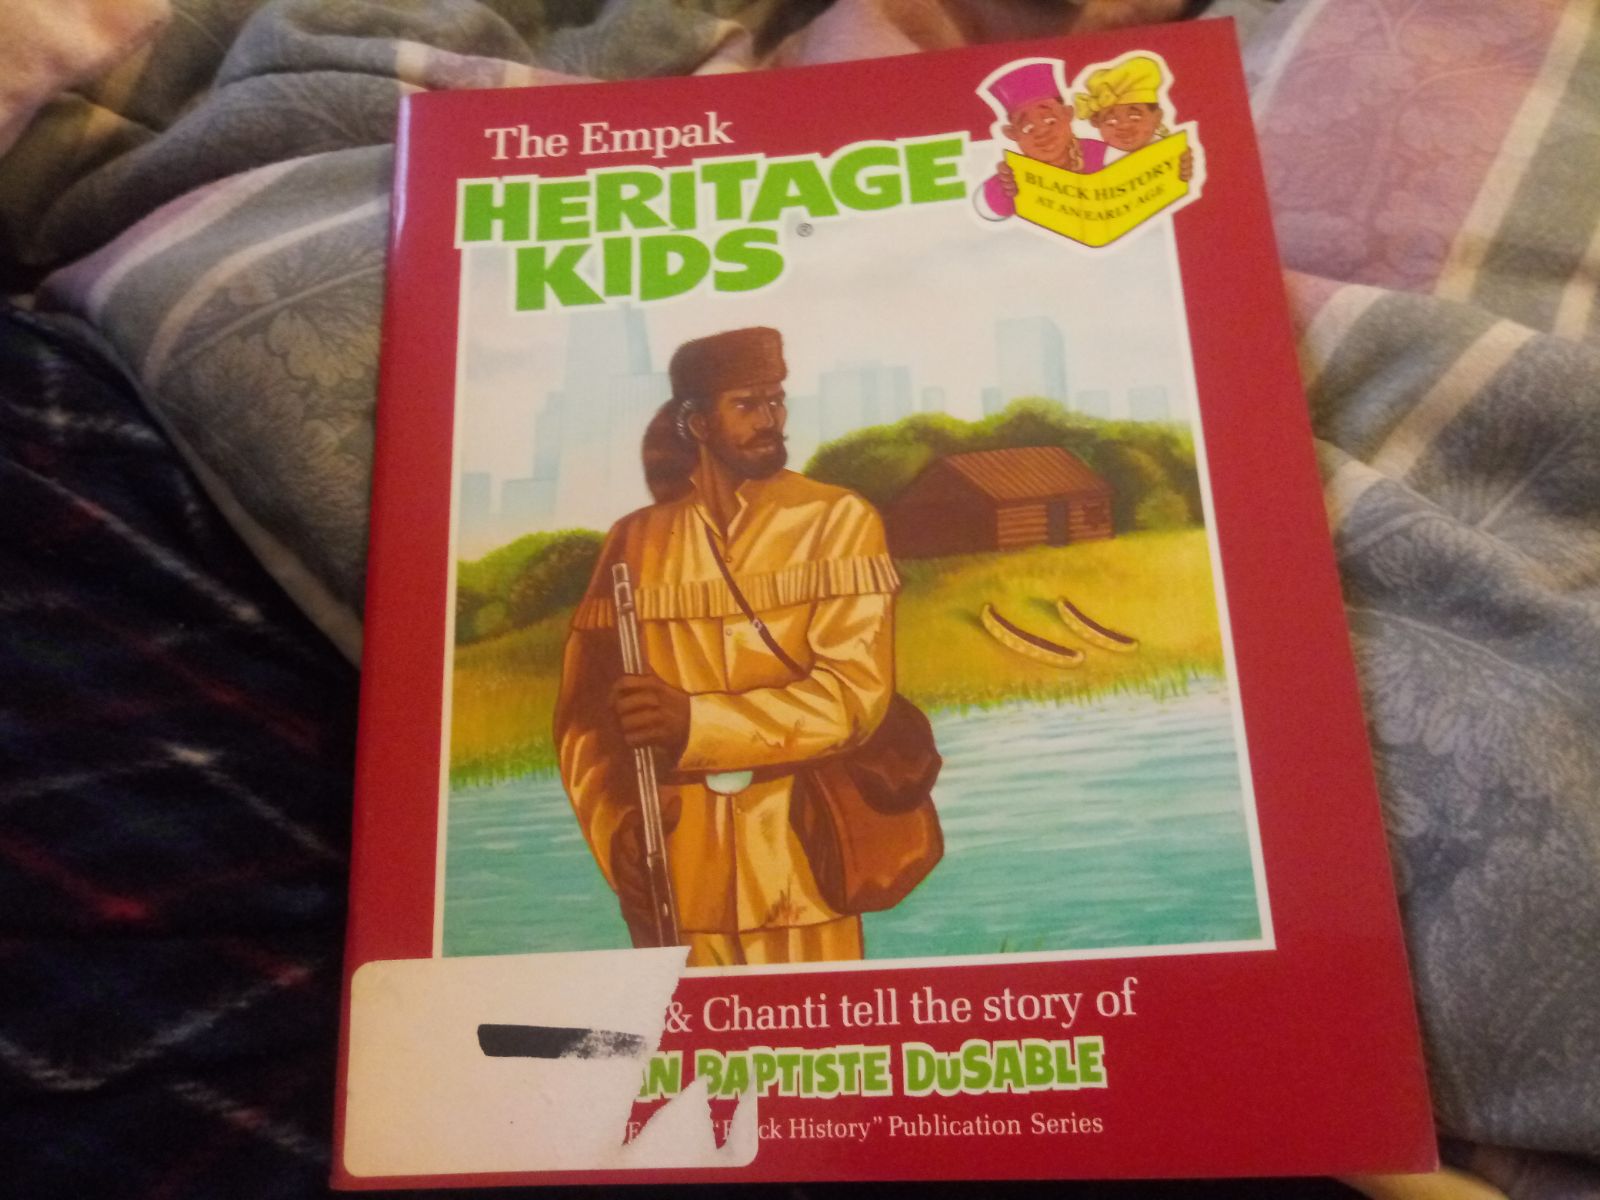 The Empak
HERITAGE
KIDS®
BLACK HISTORY
AT AN EARLY AGE
& Chanti tell the story of
BAPTISTE DuSABLE
History" Publication Series